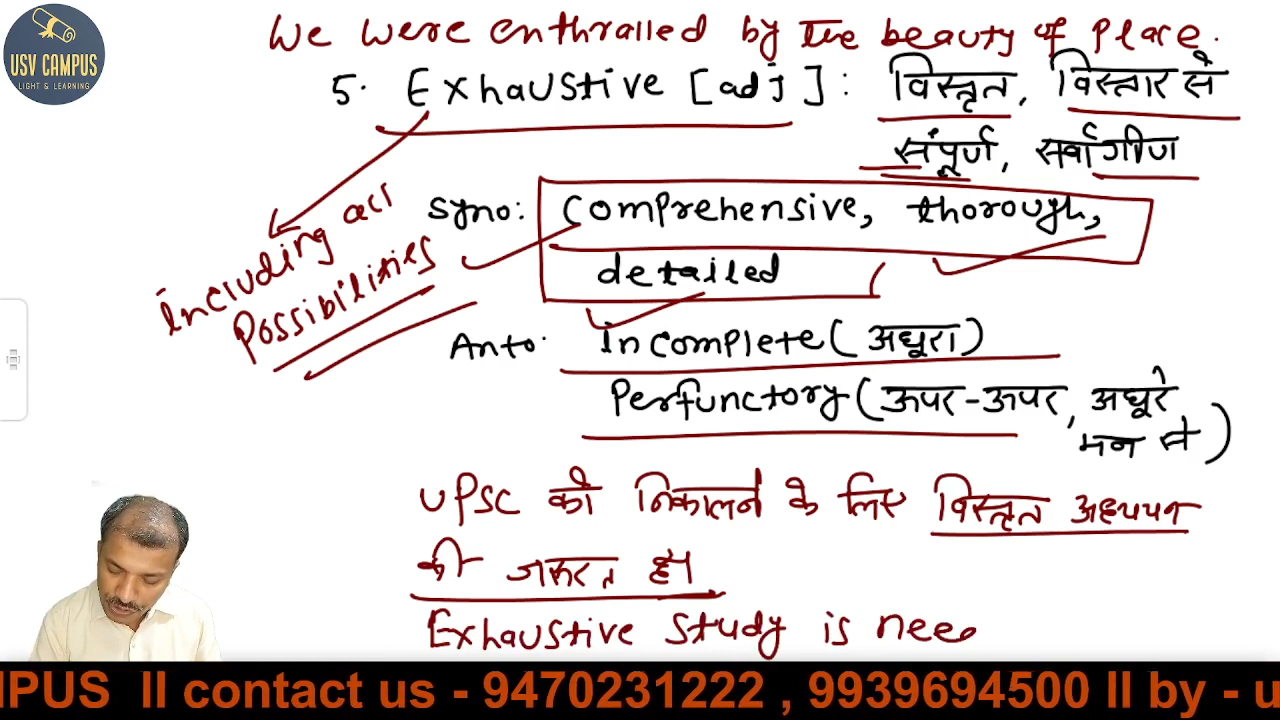 USV CAMPUS
LIGHT & LEARNING
We were enthralled by the beauty of place.
5. Exhaustive [adj]: विस्तृत, विस्तार से
संपूर्ण, सर्वांगीण
Syno: Comprehensive, thorough,
detailed
Including all
Possibilities
Anto. Incomplete (अधूरा)
Perfunctory (ऊपर-ऊपर, अधूरे
मन से)
UPSC को निकालने के लिए विस्तृत अध्ययन
की जरूरत है।
Exhaustive study is nee
MPUS II contact us - 9470231222 , 9939694500 II by - u